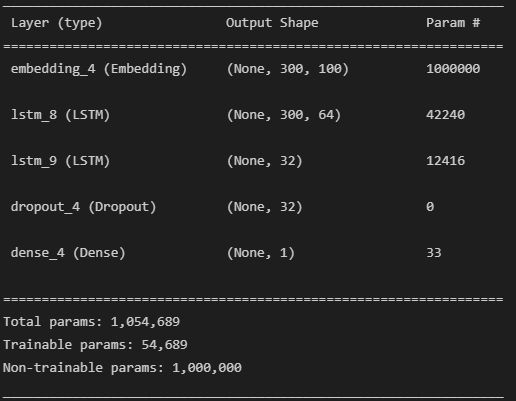 Layer (type) Output Shape Param #
embedding_4 (Embedding) (None, 300, 100) 1000000
lstm_8 (LSTM) (None, 300, 64) 42240
lstm_9 (LSTM) (None, 32) 12416
dropout_4 (Dropout) (None, 32) 0
dense_4 (Dense) (None, 1) 33
Total params: 1,054,689
Trainable params: 54,689
Non-trainable params: 1,000,000